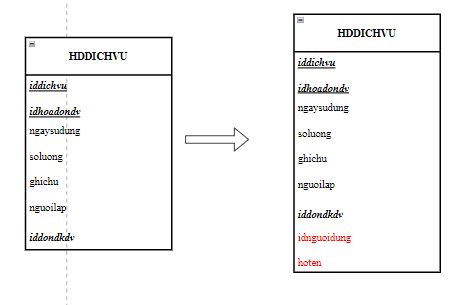 HDDICHVU
iddichvu
idhoadondv
ngaysudung
soluong
ghichu
nguoilap
iddondkdv
HDDICHVU
iddichvu
idhoadondv
ngaysudung
soluong
ghichu
nguoilap
iddondkdv
idnguoidung
hoten